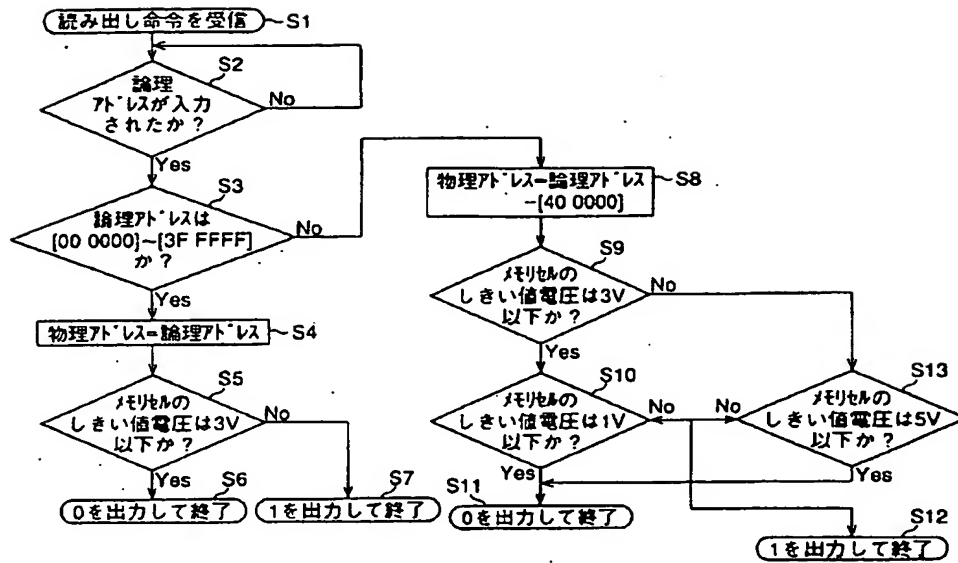 読み出し命令を受信
S1
S2
論理
アドレスが入力
されたか?
No
Yes
S3
論理アドレスは
[00 0000]~[3F FFFF]
か?
No
Yes
物理アドレス=論理アドレス
S4
S5
メモリセルの
しきい値電圧は3V
以下か?
No
Yes
S6
0を出力して終了
S7
1を出力して終了
物理アドレス=論理アドレス
-[40 0000]
S8
S9
メモリセルの
しきい値電圧は3V
以下か?
No
Yes
S10
メモリセルの
しきい値電圧は1V
以下か?
No
Yes
S11
0を出力して終了
S13
メモリセルの
しきい値電圧は5V
以下か?
No
Yes
S12
1を出力して終了